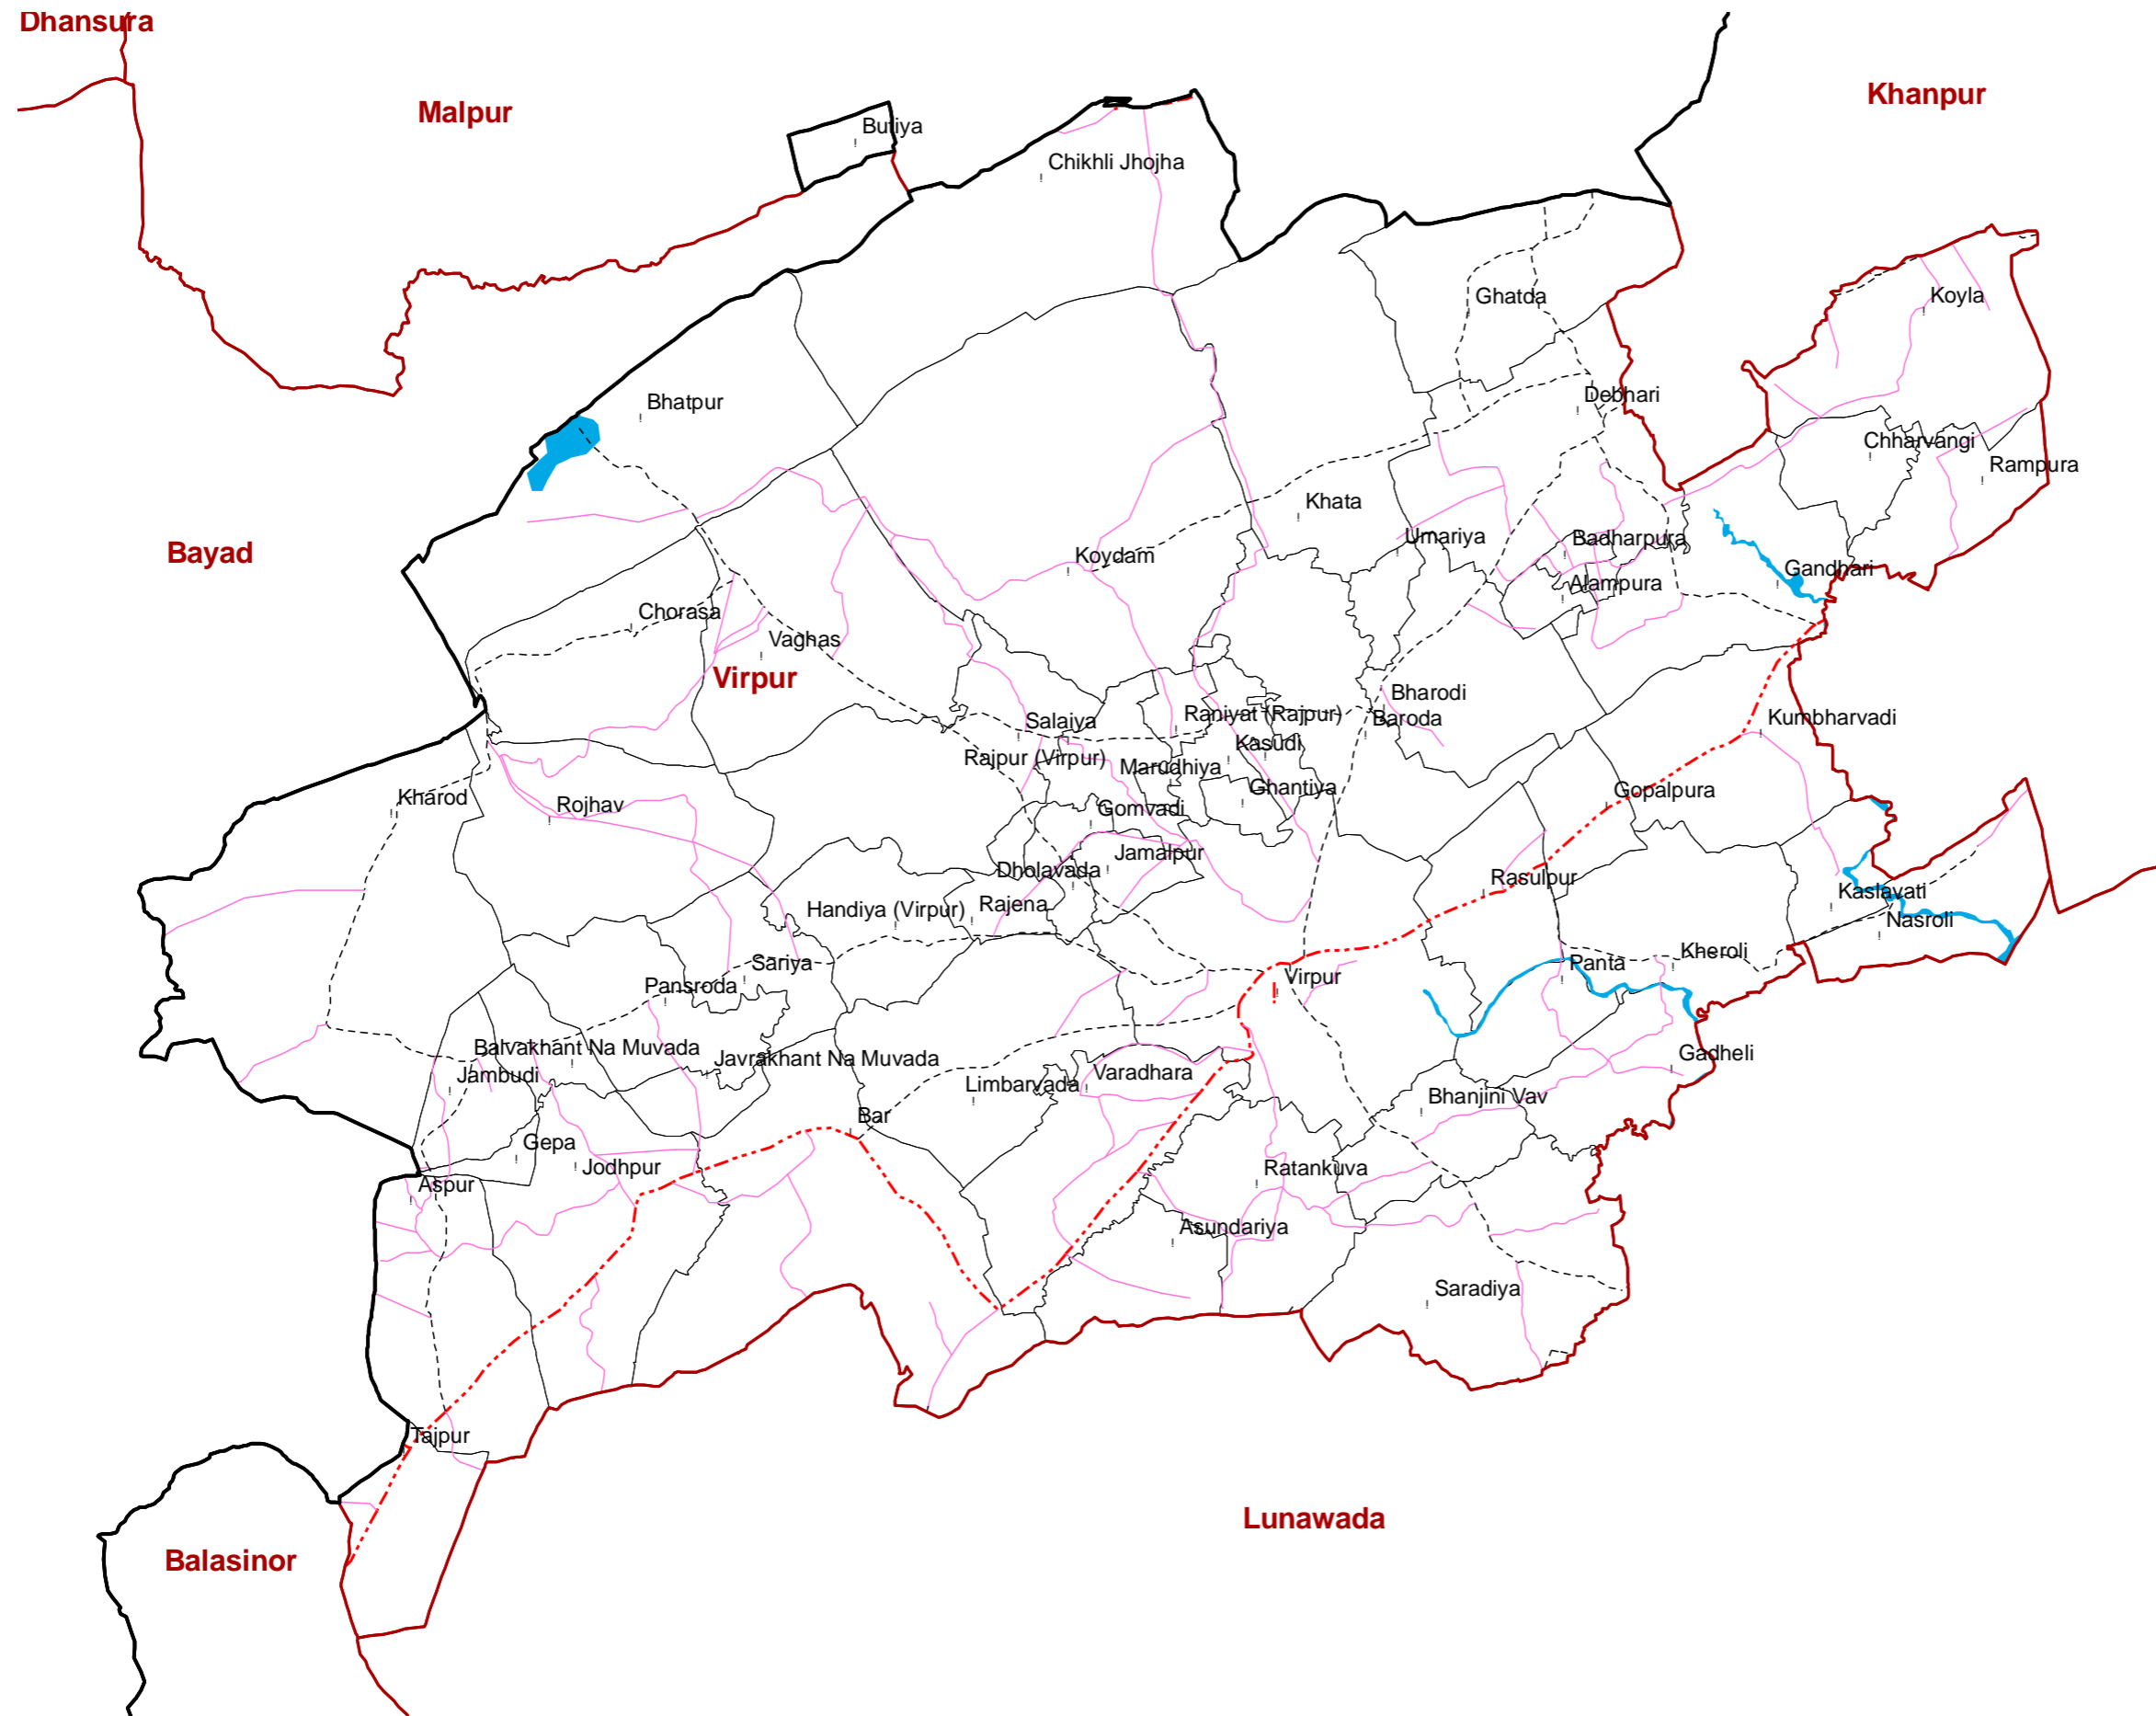 Dhansura
Malpur
Khanpur
Butiya
Chikhli Jhojha
Ghatda
Koyla
Bhatpur
Debhari
Chharvangi
Rampura
Khata
Bayad
Koydam
Umariya
Badharpura
Gandhari
Alampura
Chorasa
Vaghas
Virpur
Bharodi
Salaiya
Raniyat (Rajpur)
Baroda
Kumbharvadi
Kasudi
Rajpur (Virpur)
Marudhiya
Ghantiya
Gopalpura
Kharod
Rojhav
Gomvadi
Jamalpur
Dholavada
Rasulpur
Kaslavati
Handiya (Virpur)
Rajena
Nasroli
Sariya
Panta
Kheroli
Virpur
Pansroda
Balvakhant Na Muvada
Javrakhant Na Muvada
Gadheli
Jambudi
Limbarvada
Varadhara
Bhanjini Vav
Bar
Gepa
Jodhpur
Ratankuva
Aspur
Asundariya
Saradiya
Tajpur
Lunawada
Balasinor